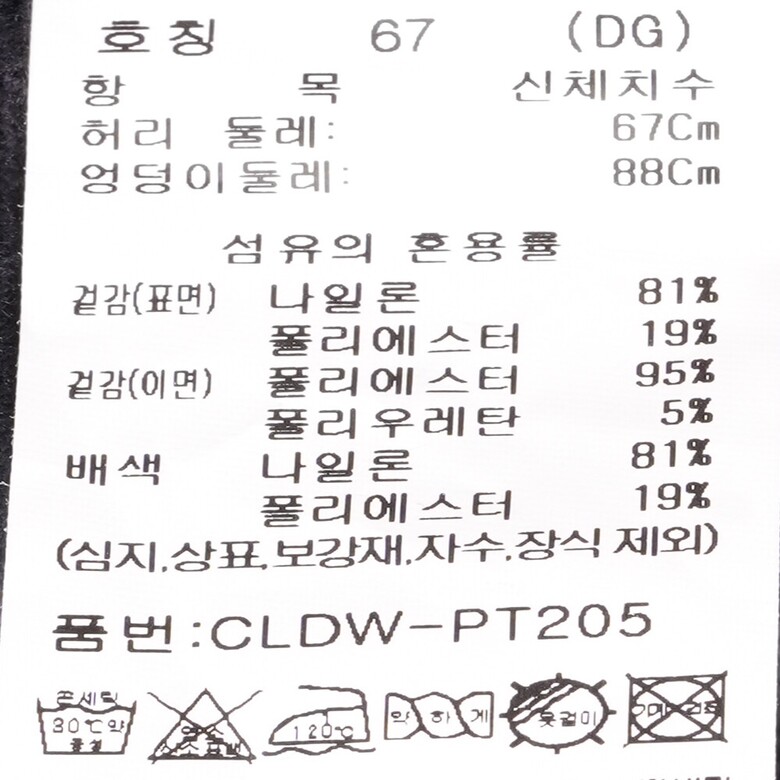 호칭 67 (DG)
항 목 신체치수
허리 둘레: 67Cm
엉덩이둘레: 88Cm
섬유의 혼용률
겉감(표면) 나일론 81%
폴리에스터 19%
겉감(이면) 폴리에스터 95%
폴리우레탄 5%
배색 나일론 81%
폴리에스터 19%
(심지,상표,보강재,자수,장식 제외)
품번:CLDW-PT205
30℃약
120℃ 약하게 옷걸이